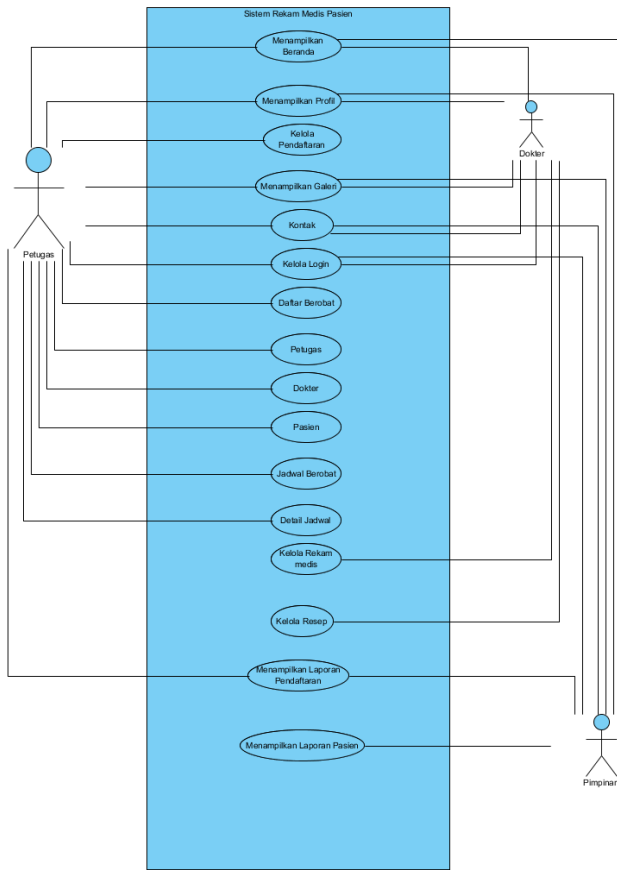 Sistem Rekam Medis Pasien
Menampilkan
Beranda
Menampilkan Profil
Kelola
Pendaftaran
Dokter
Menampilkan Galeri
Kontak
Petugas
Kelola Login
Daftar Berobat
Petugas
Dokter
Pasien
Jadwal Berobat
Detail Jadwal
Kelola Rekam
medis
Kelola Resep
Menampilkan Laporan
Pendaftaran
Menampilkan Laporan Pasien
Pimpinan